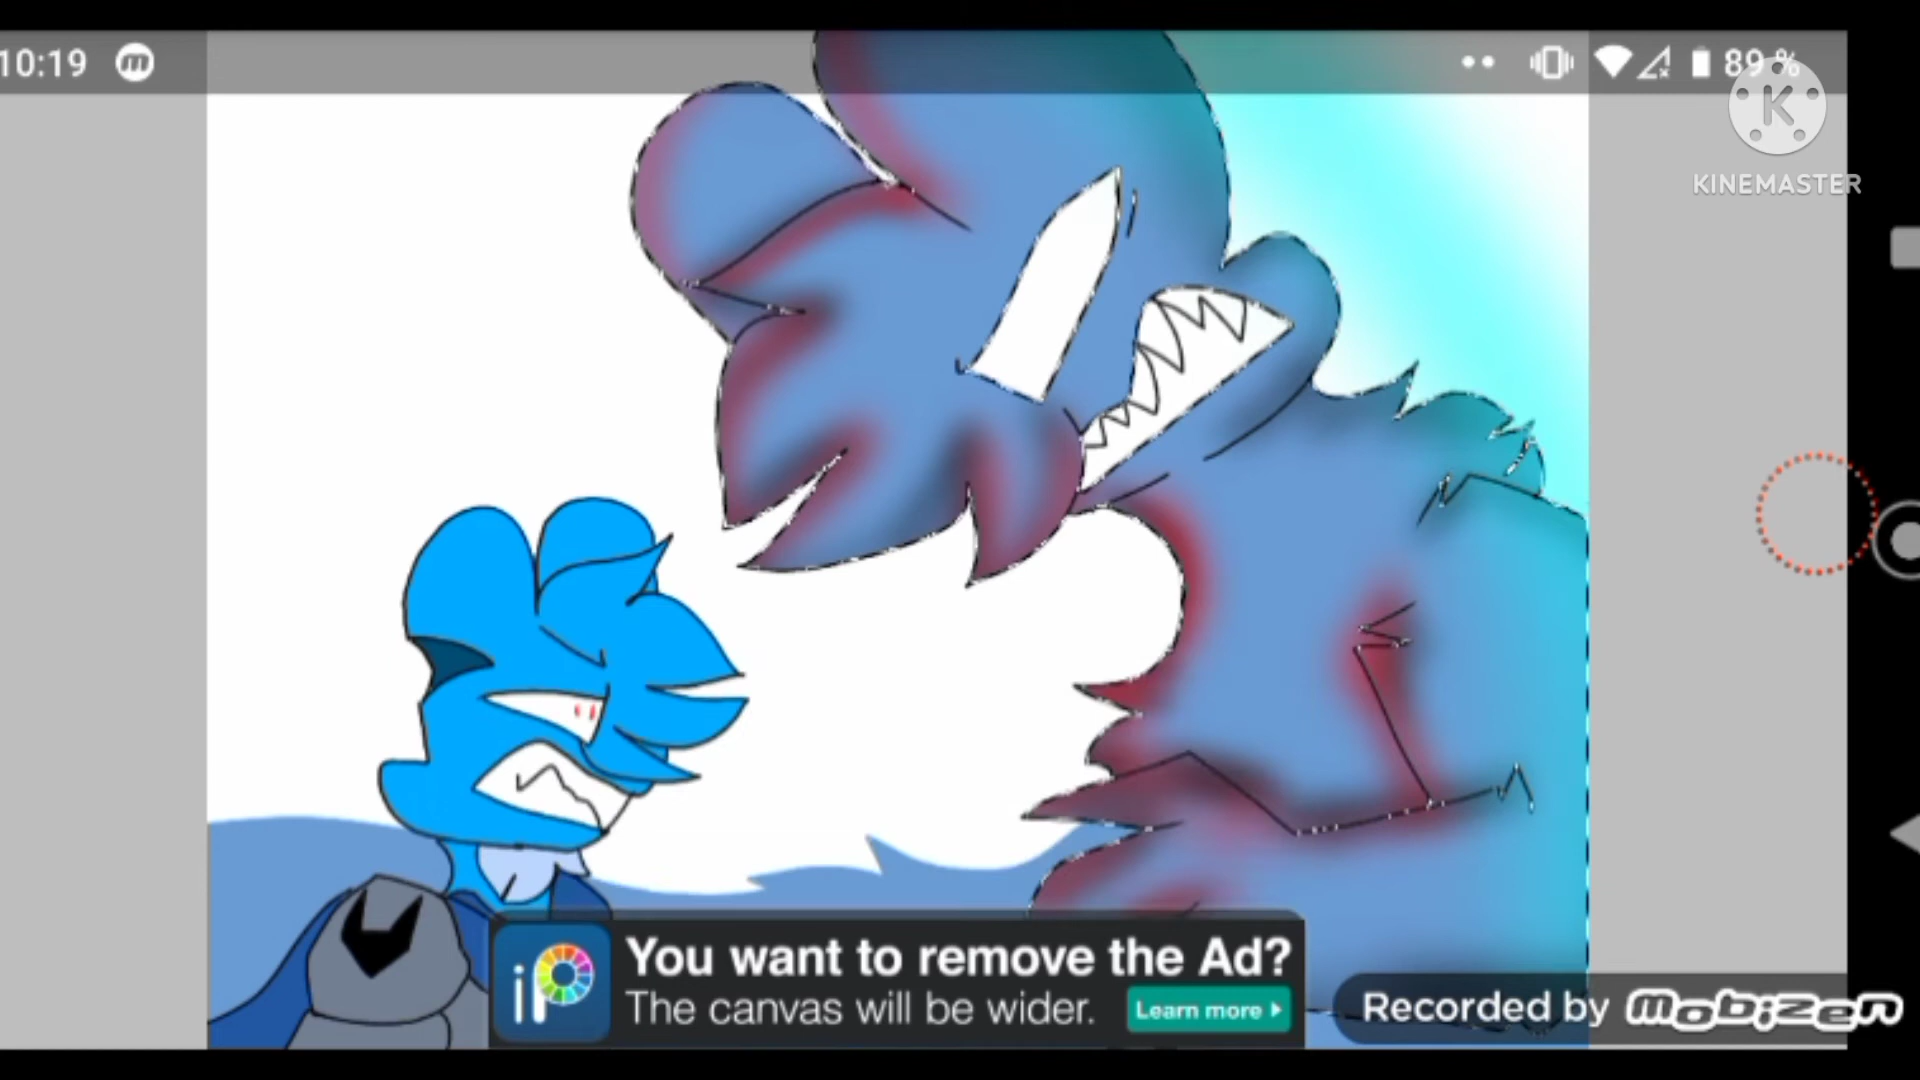 10:19
89 %
KINEMASTER
You want to remove the Ad?
The canvas will be wider.
Learn more
Recorded by mobizen